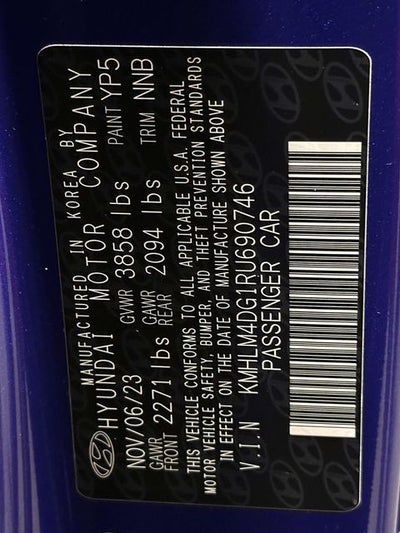 MANUFACTURED IN KOREA BY
HYUNDAI MOTOR COMPANY
NOV/06/23 GVWR 3858 lbs PAINT YP5
GAWR FRONT 2271 lbs GAWR REAR 2094 lbs TRIM NNB
THIS VEHICLE CONFORMS TO ALL APPLICABLE U.S.A. FEDERAL
MOTOR VEHICLE SAFETY, BUMPER, AND THEFT PREVENTION STANDARDS
IN EFFECT ON THE DATE OF MANUFACTURE SHOWN ABOVE
V.I.N KMHLM4DG1RU690746
PASSENGER CAR